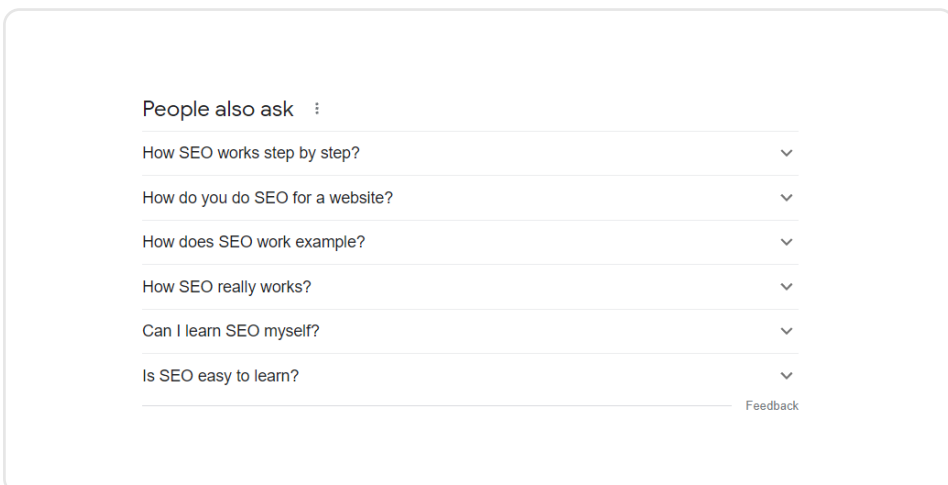 People also ask
How SEO works step by step?
How do you do SEO for a website?
How does SEO work example?
How SEO really works?
Can I learn SEO myself?
Is SEO easy to learn?
Feedback